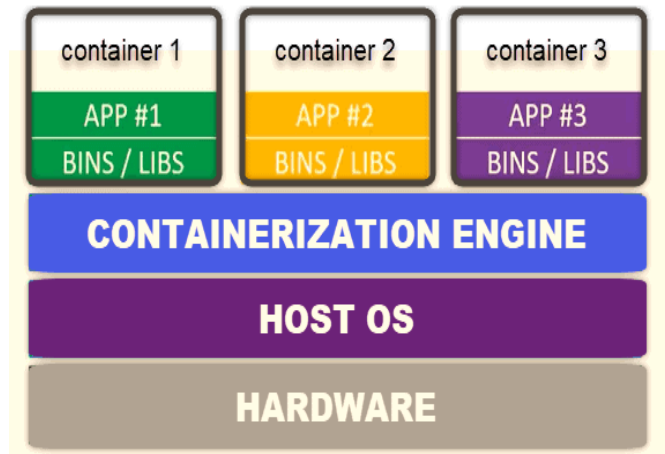 container 1
container 2
container 3
APP #1
APP #2
APP #3
BINS / LIBS
BINS / LIBS
BINS / LIBS
CONTAINERIZATION ENGINE
HOST OS
HARDWARE